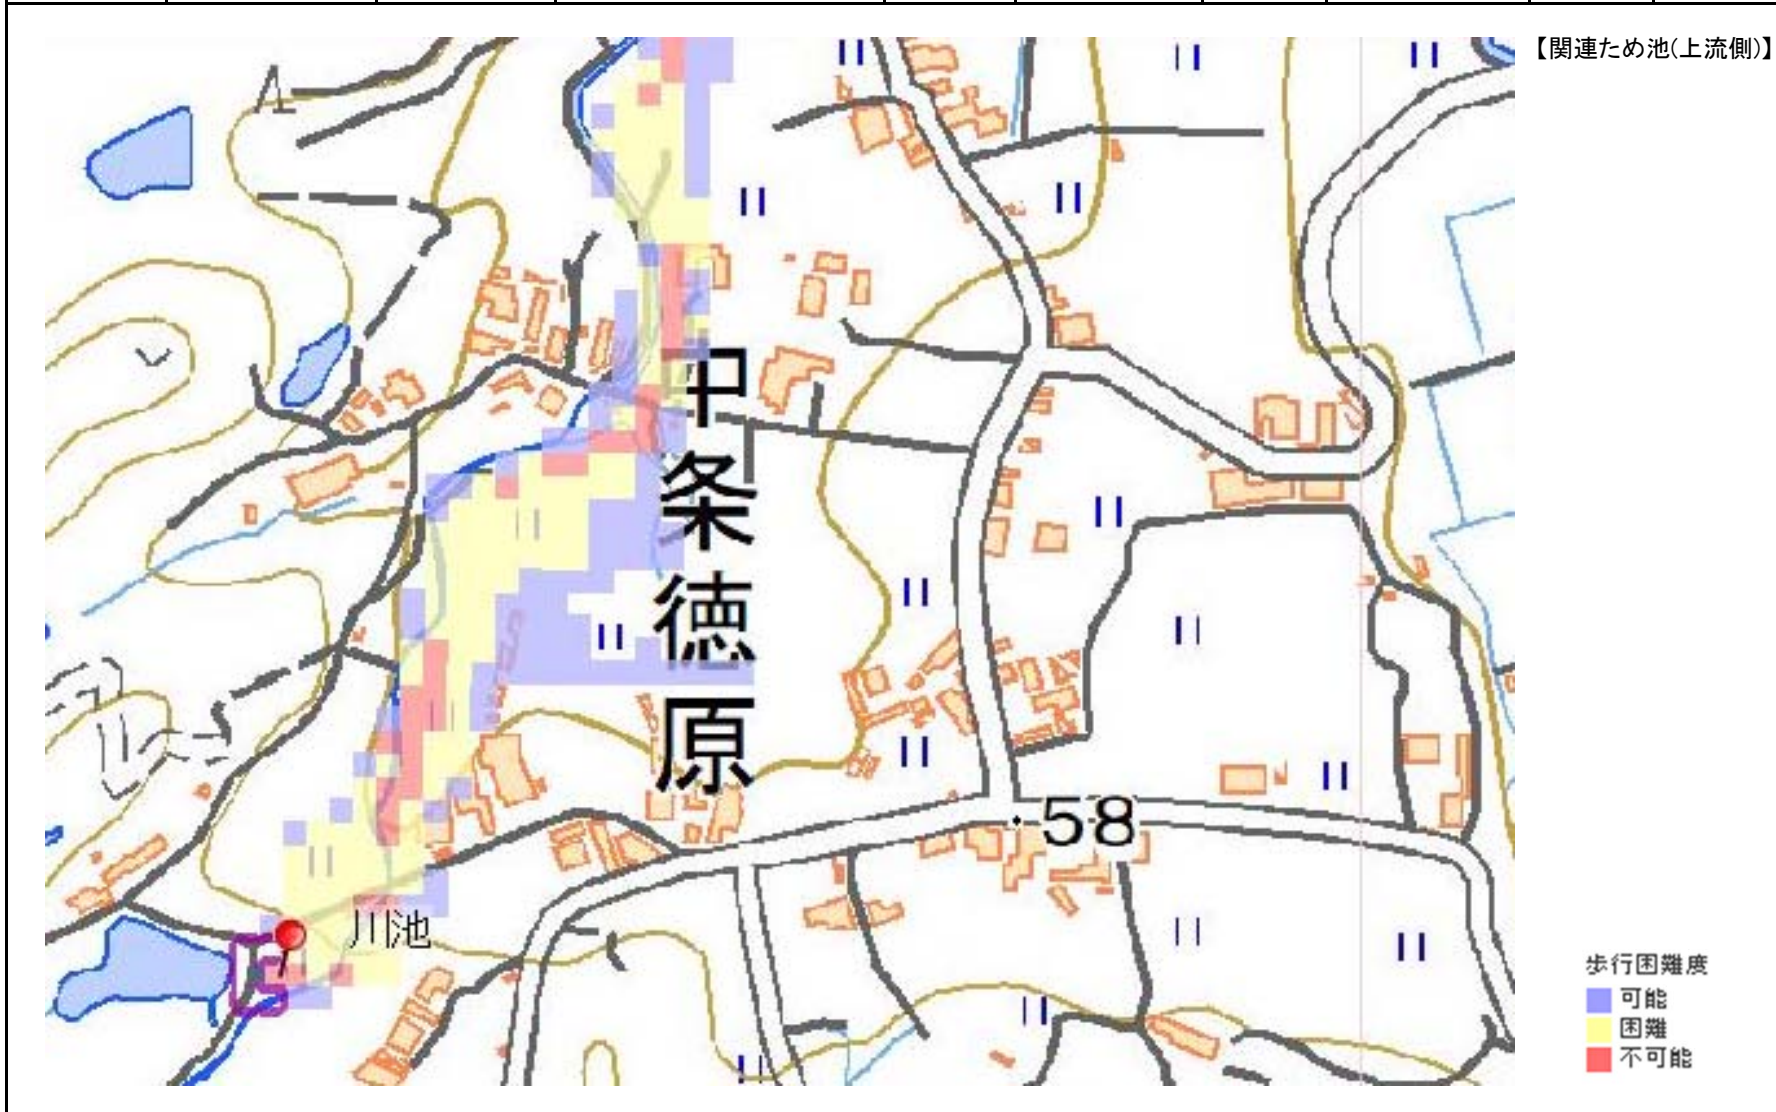 【関連ため池(上流側)】
中条徳原
・58
川池
歩行困難度
可能
困難
不可能